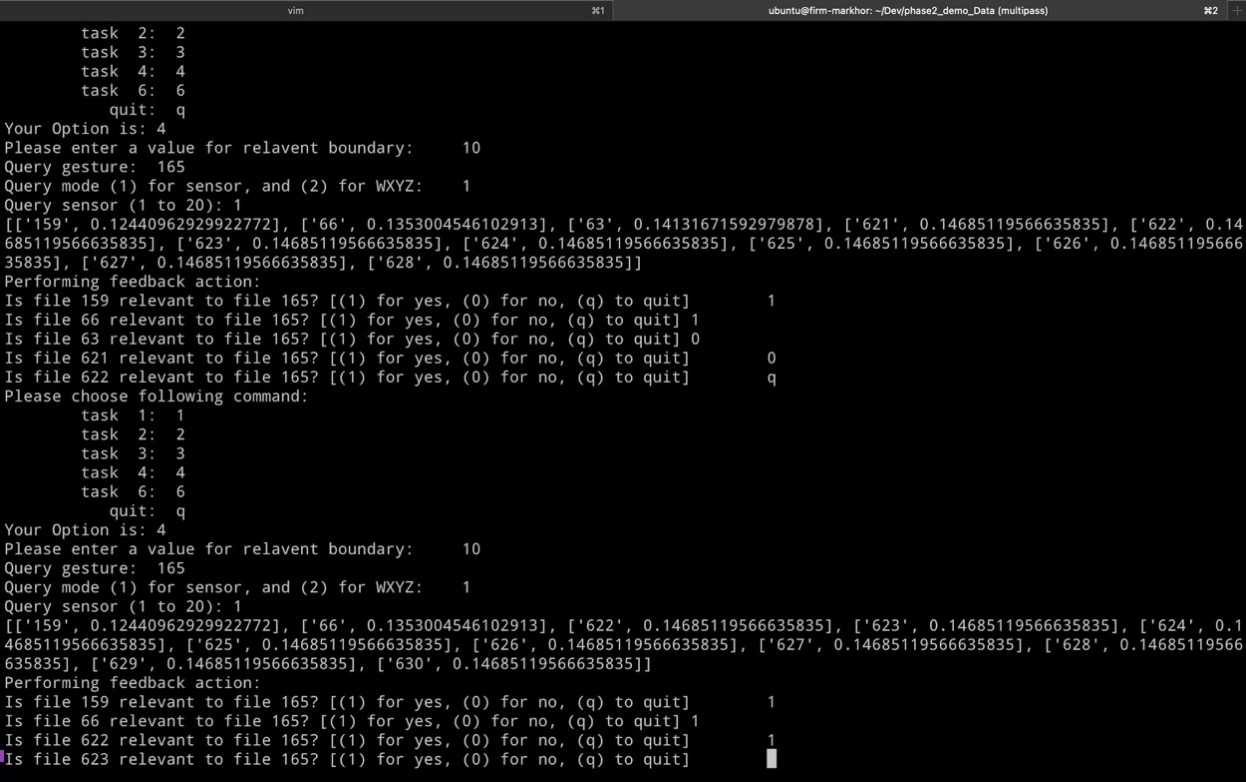 vim ⌘1 ubuntu@firm-markhor: ~/Dev/phase2_demo_Data (multipass) ⌘2 +
task 2: 2
task 3: 3
task 4: 4
task 6: 6
quit: q
Your Option is: 4
Please enter a value for relavent boundary: 10
Query gesture: 165
Query mode (1) for sensor, and (2) for WXYZ: 1
Query sensor (1 to 20): 1
[['159', 0.12440962929922772], ['66', 0.1353004546102913], ['63', 0.14131671592979878], ['621', 0.14685119566635835], ['622', 0.14
685119566635835], ['623', 0.14685119566635835], ['624', 0.14685119566635835], ['625', 0.14685119566635835], ['626', 0.146851195666
35835], ['627', 0.14685119566635835], ['628', 0.14685119566635835]]
Performing feedback action:
Is file 159 relevant to file 165? [(1) for yes, (0) for no, (q) to quit] 1
Is file 66 relevant to file 165? [(1) for yes, (0) for no, (q) to quit] 1
Is file 63 relevant to file 165? [(1) for yes, (0) for no, (q) to quit] 0
Is file 621 relevant to file 165? [(1) for yes, (0) for no, (q) to quit] 0
Is file 622 relevant to file 165? [(1) for yes, (0) for no, (q) to quit] q
Please choose following command:
task 1: 1
task 2: 2
task 3: 3
task 4: 4
task 6: 6
quit: q
Your Option is: 4
Please enter a value for relavent boundary: 10
Query gesture: 165
Query mode (1) for sensor, and (2) for WXYZ: 1
Query sensor (1 to 20): 1
[['159', 0.12440962929922772], ['66', 0.1353004546102913], ['622', 0.14685119566635835], ['623', 0.14685119566635835], ['624', 0.1
4685119566635835], ['625', 0.14685119566635835], ['626', 0.14685119566635835], ['627', 0.14685119566635835], ['628', 0.14685119566
635835], ['629', 0.14685119566635835], ['630', 0.14685119566635835]]
Performing feedback action:
Is file 159 relevant to file 165? [(1) for yes, (0) for no, (q) to quit] 1
Is file 66 relevant to file 165? [(1) for yes, (0) for no, (q) to quit] 1
Is file 622 relevant to file 165? [(1) for yes, (0) for no, (q) to quit] 1
Is file 623 relevant to file 165? [(1) for yes, (0) for no, (q) to quit]